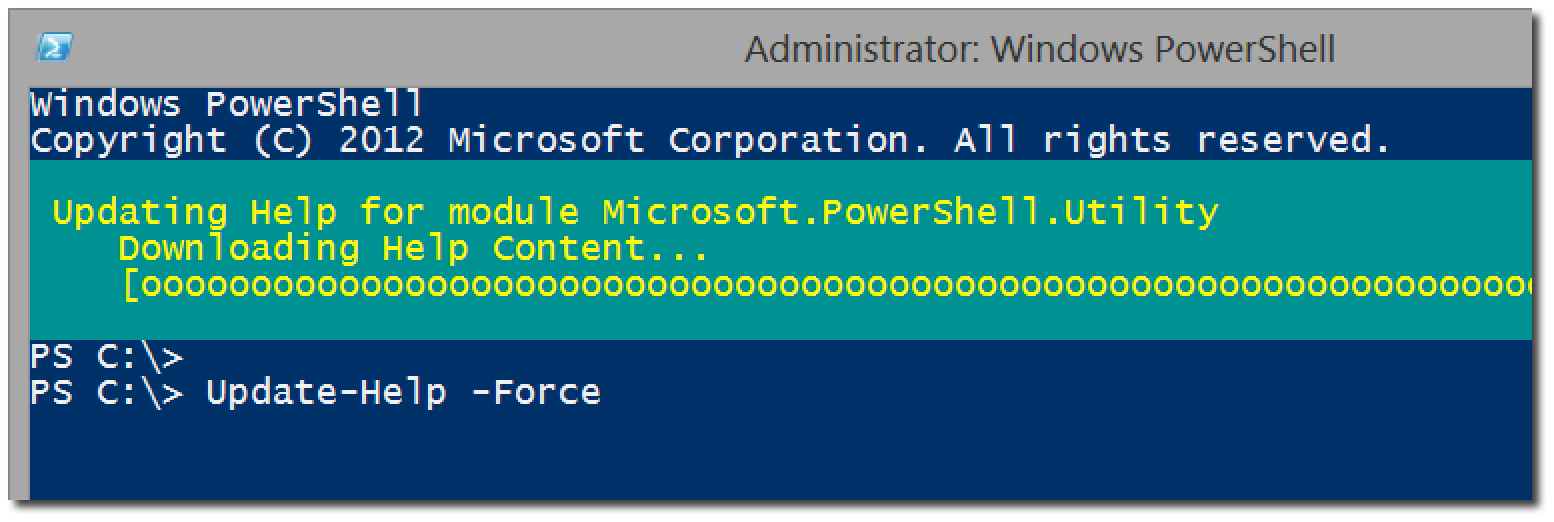 Administrator: Windows PowerShell
Windows PowerShell
Copyright (C) 2012 Microsoft Corporation. All rights reserved.
Updating Help for module Microsoft.PowerShell.Utility
Downloading Help Content...
[ooooooooooooooooooooooooooooooooooooooooooooooooooooooooooooooo
PS C:\>
PS C:\> Update-Help -Force